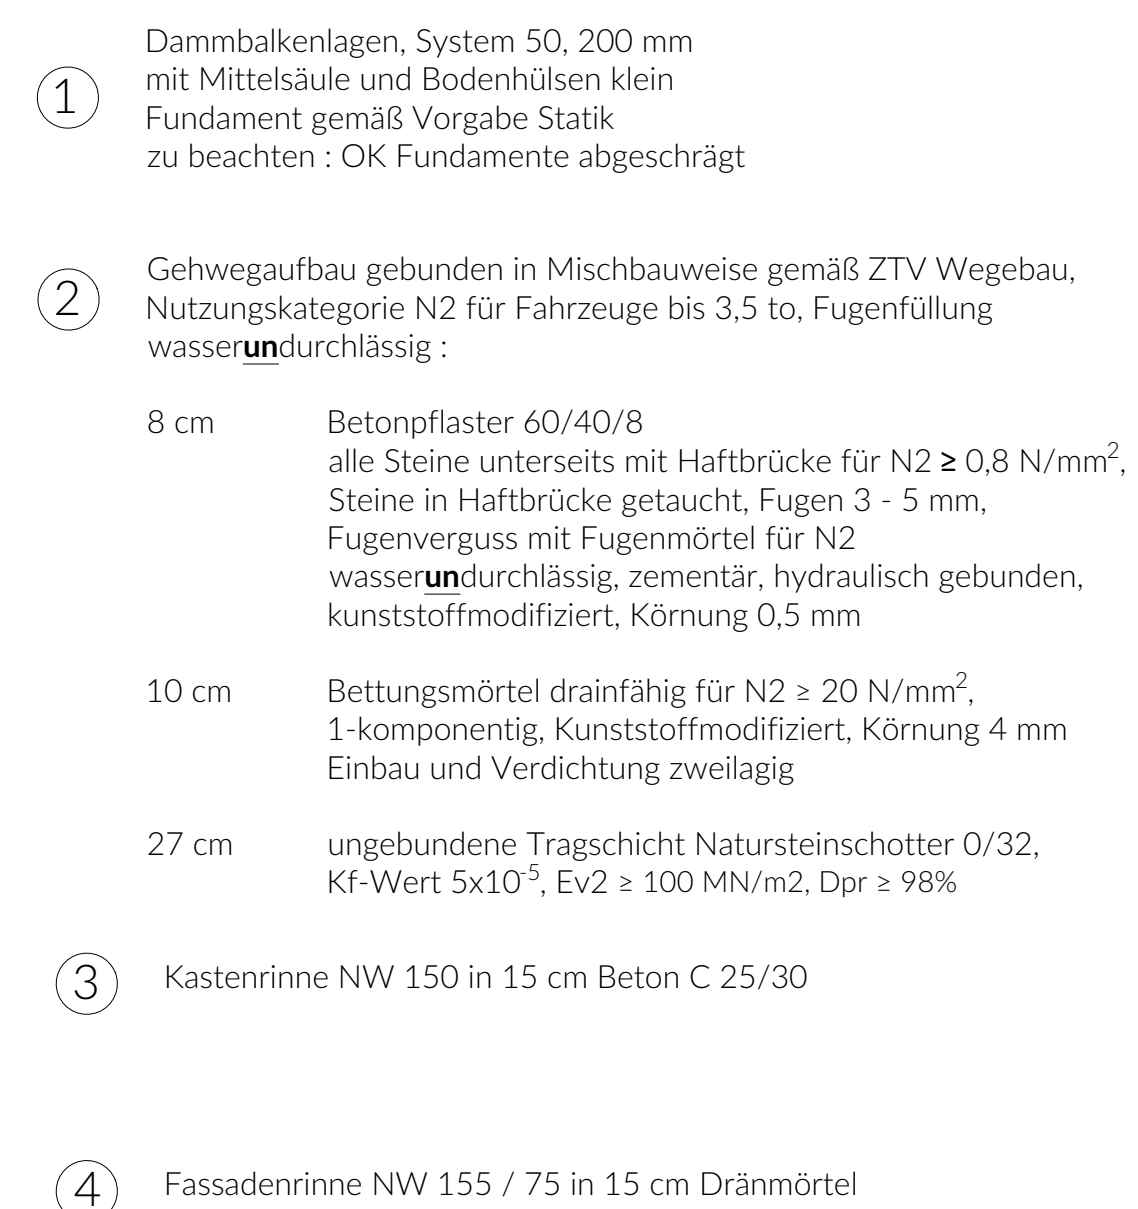 Dammbalkenlagen, System 50, 200 mm
1 mit Mittelsäule und Bodenhülsen klein
Fundament gemäß Vorgabe Statik
zu beachten : OK Fundamente abgeschrägt
Gehwegaufbau gebunden in Mischbauweise gemäß ZTV Wegebau,
2 Nutzungskategorie N2 für Fahrzeuge bis 3,5 to, Fugenfüllung
wasserundurchlässig :
8 cm Betonpflaster 60/40/8
alle Steine unterseits mit Haftbrücke für N2 ≥ 0,8 N/mm²,
Steine in Haftbrücke getaucht, Fugen 3 - 5 mm,
Fugenverguss mit Fugenmörtel für N2
wasserundurchlässig, zementär, hydraulisch gebunden,
kunststoffmodifiziert, Körnung 0,5 mm
10 cm Bettungsmörtel drainfähig für N2 ≥ 20 N/mm²,
1-komponentig, Kunststoffmodifiziert, Körnung 4 mm
Einbau und Verdichtung zweilagig
27 cm ungebundene Tragschicht Natursteinschotter 0/32,
Kf-Wert 5x10⁻⁵, Ev2 ≥ 100 MN/m2, Dpr ≥ 98%
3 Kastenrinne NW 150 in 15 cm Beton C 25/30
4 Fassadenrinne NW 155 / 75 in 15 cm Dränmörtel